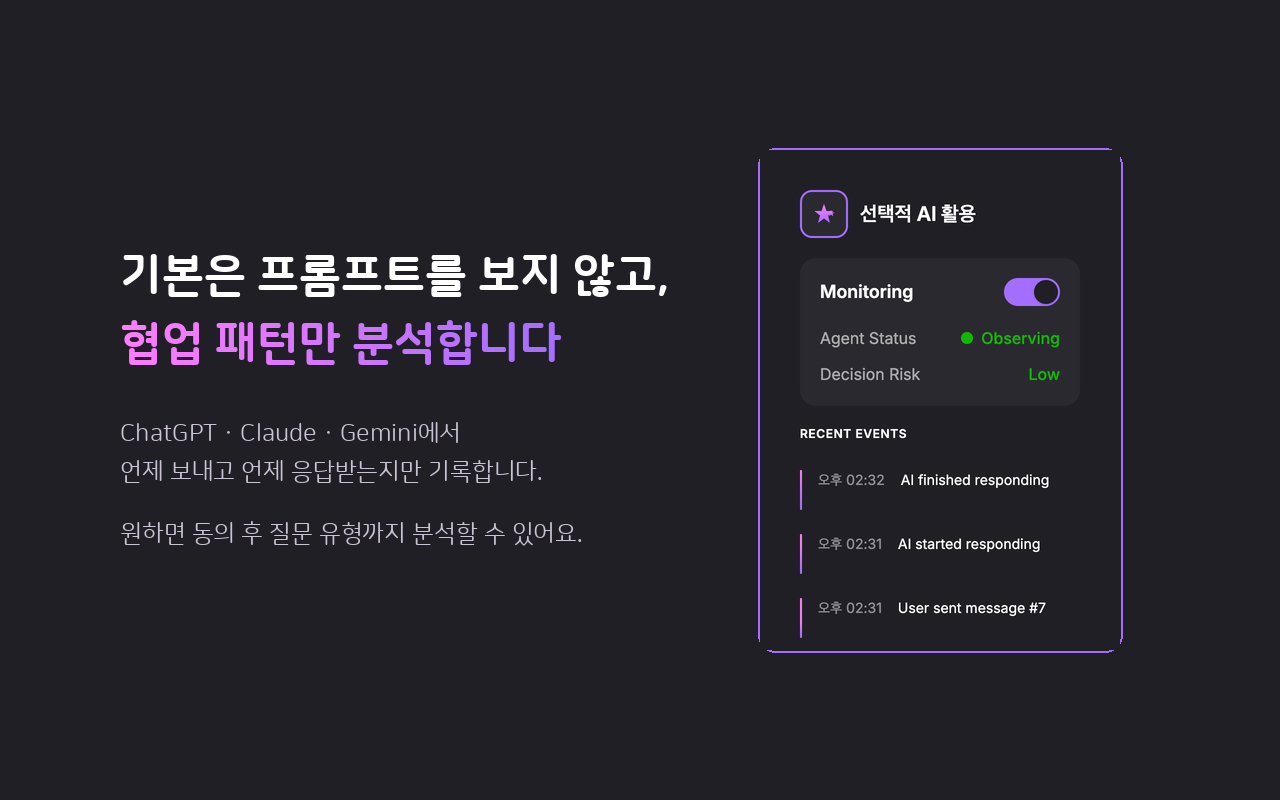 기본은 프롬프트를 보지 않고,
협업 패턴만 분석합니다
ChatGPT · Claude · Gemini에서
언제 보내고 언제 응답받는지만 기록합니다.
원하면 동의 후 질문 유형까지 분석할 수 있어요.
선택적 AI 활용
Monitoring
Agent Status Observing
Decision Risk Low
RECENT EVENTS
오후 02:32 AI finished responding
오후 02:31 AI started responding
오후 02:31 User sent message #7